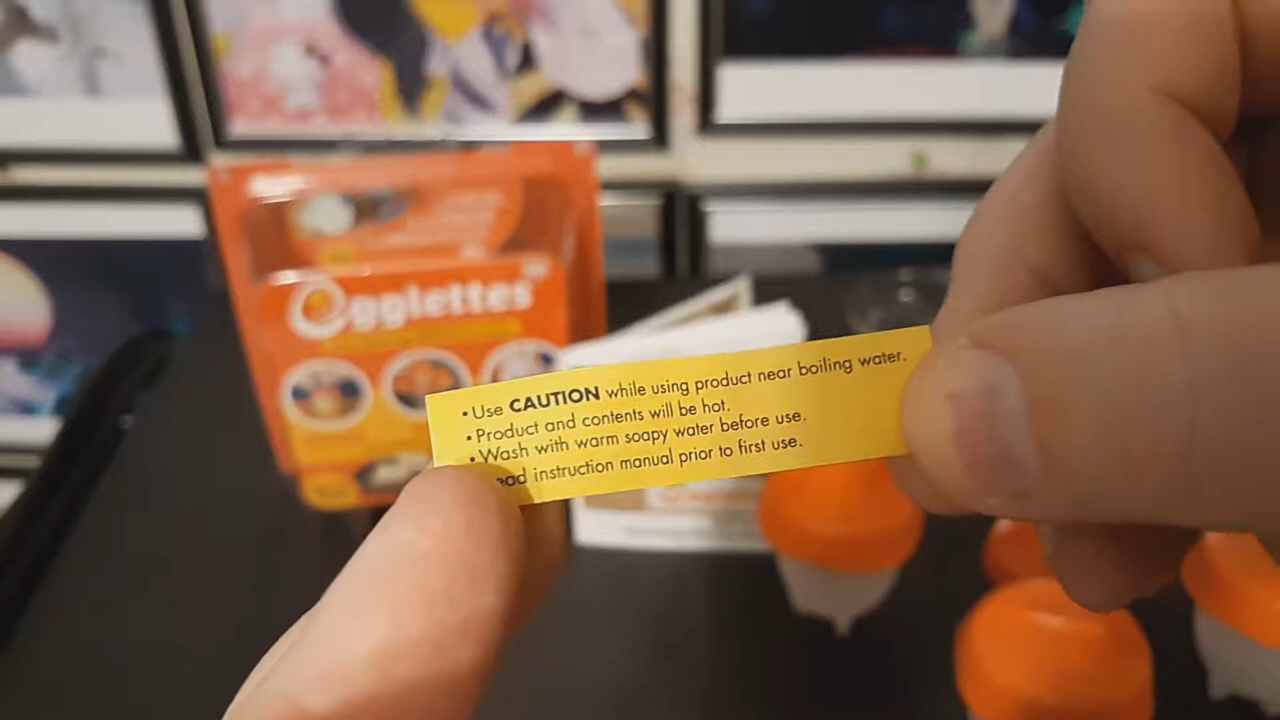 Egglettes
•Use CAUTION while using product near boiling water.
•Product and contents will be hot.
•Wash with warm soapy water before use.
ead instruction manual prior to first use.